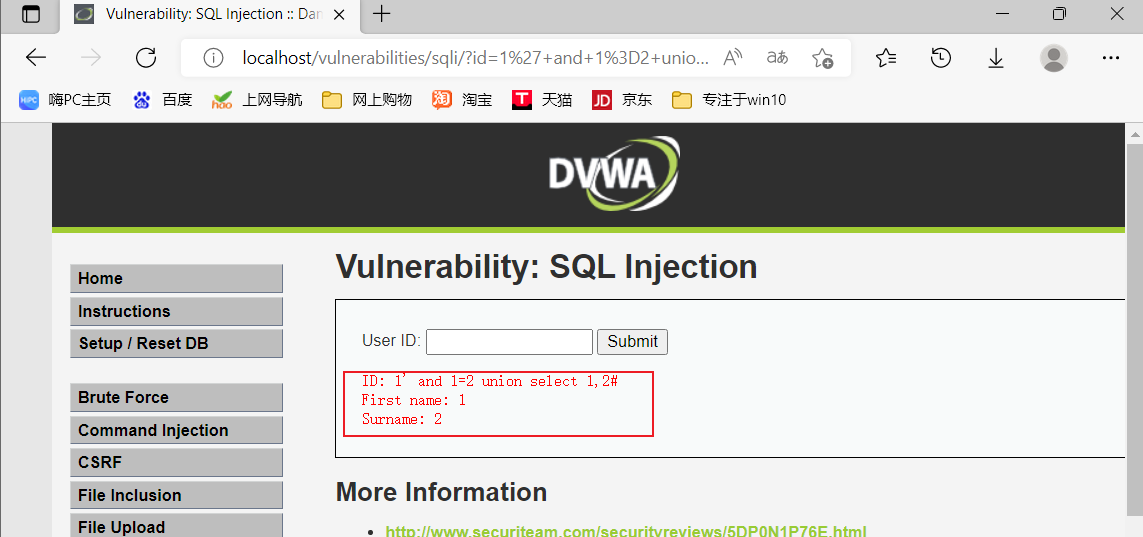 Vulnerability: SQL Injection :: Dan
localhost/vulnerabilities/sqli/?id=1%27+and+1%3D2+unio...
嗨PC主页 百度 上网导航 网上购物 淘宝 天猫 京东 专注于win10
DVWA
Home
Instructions
Setup / Reset DB
Brute Force
Command Injection
CSRF
File Inclusion
File Upload
Vulnerability: SQL Injection
User ID: Submit
ID: 1' and 1=2 union select 1,2#
First name: 1
Surname: 2
More Information
http://www.securiteam.com/securityreviews/5DP0N1P76E.html